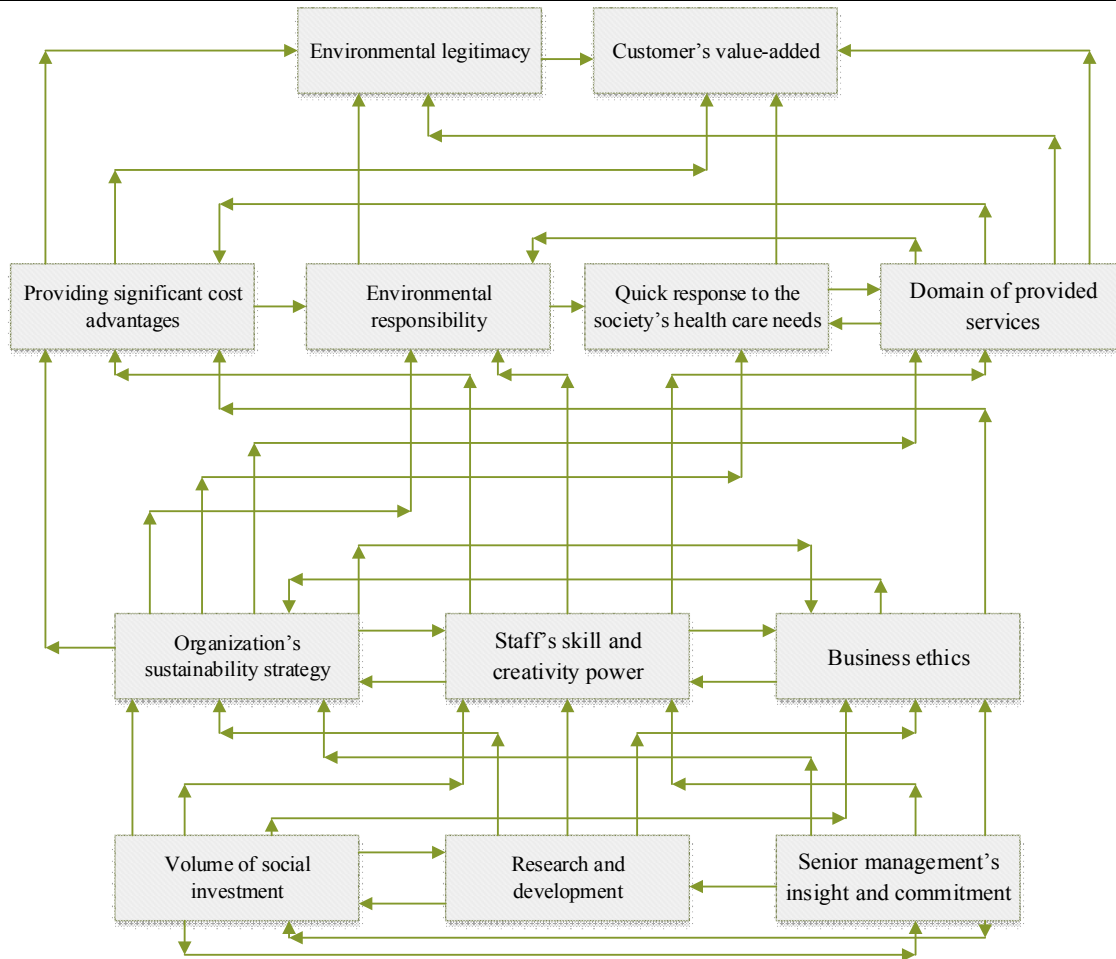 Environmental legitimacy
Customer's value-added
Providing significant cost
advantages
Environmental
responsibility
Quick response to the
society's health care needs
Domain of provided
services
Organization's
sustainability strategy
Staff's skill and
creativity power
Business ethics
Volume of social
investment
Research and
development
Senior management's
insight and commitment